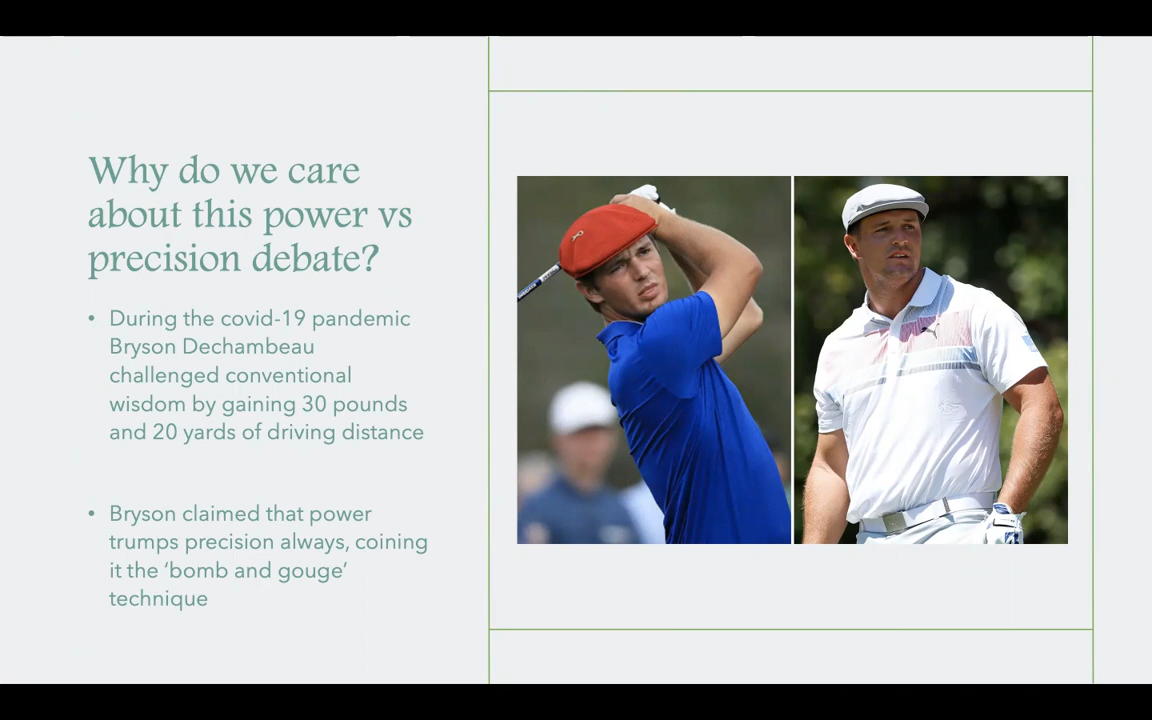 Why do we care
about this power vs
precision debate?
• During the covid-19 pandemic
Bryson Dechambeau
challenged conventional
wisdom by gaining 30 pounds
and 20 yards of driving distance
• Bryson claimed that power
trumps precision always, coining
it the ‘bomb and gouge’
technique